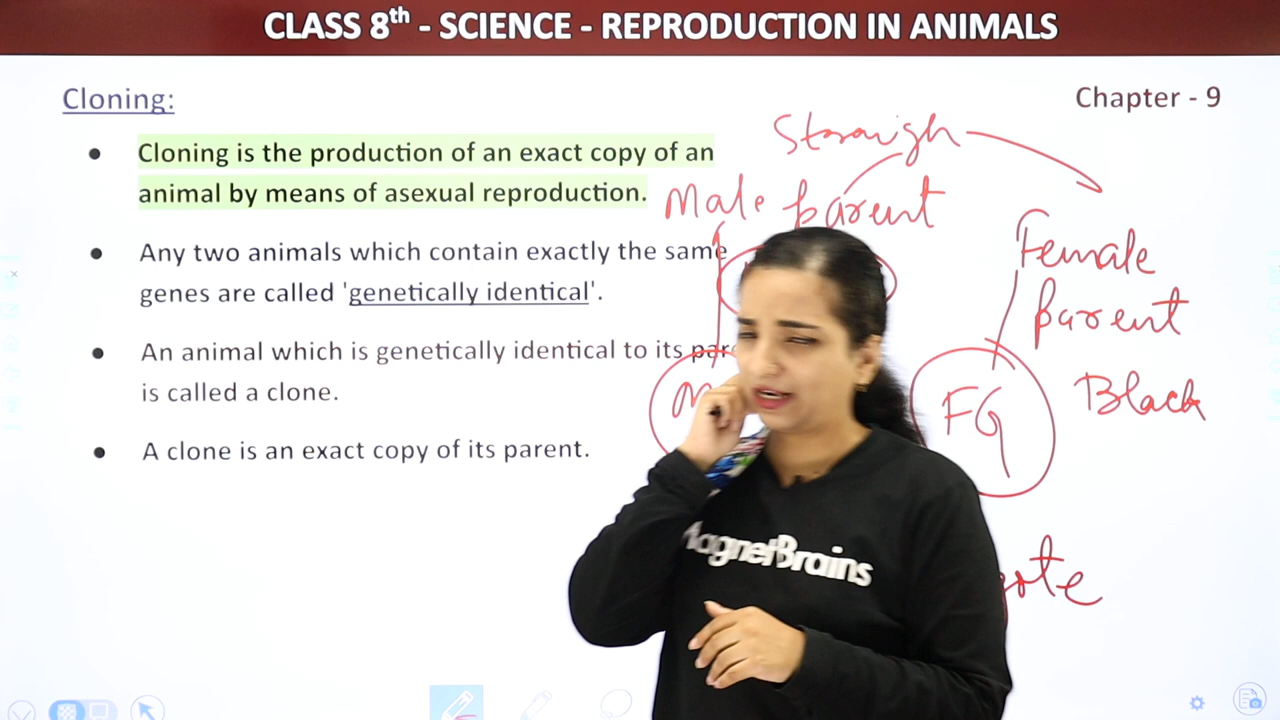 CLASS 8th - SCIENCE - REPRODUCTION IN ANIMALS
Cloning:
Chapter - 9
• Cloning is the production of an exact copy of an
animal by means of asexual reproduction.
• Any two animals which contain exactly the same
genes are called 'genetically identical'.
• An animal which is genetically identical to its
is called a clone.
• A clone is an exact copy of its parent.
Straigh
Male parent
Female
parent
Black
FG
MagnetBrains